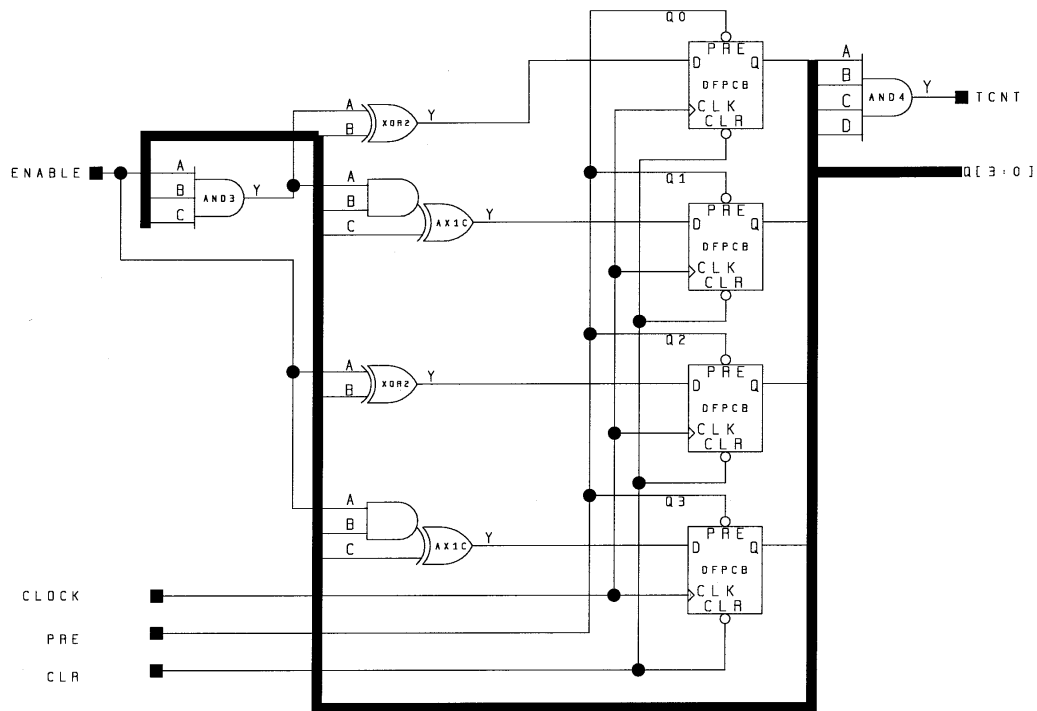 Q0
PRE
D Q
DFPCB
CLK
CLR
A
B
C
D
AND4
Y
TCNT
A
B
XOR2
Y
ENABLE
A
B
C
AND3
Y
Q[3:0]
A
B
C
AX1C
Y
Q1
PRE
D Q
DFPCB
CLK
CLR
A
B
XOR2
Y
Q2
PRE
D Q
DFPCB
CLK
CLR
A
B
C
AX1C
Y
Q3
PRE
D Q
DFPCB
CLK
CLR
CLOCK
PRE
CLR